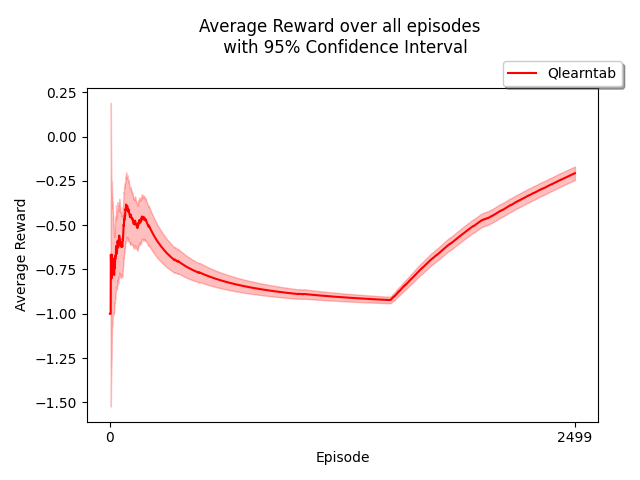 Average Reward over all episodes
with 95% Confidence Interval
Qlearntab
0.25
0.00
−0.25
−0.50
−0.75
−1.00
−1.25
−1.50
Average Reward
0
2499
Episode